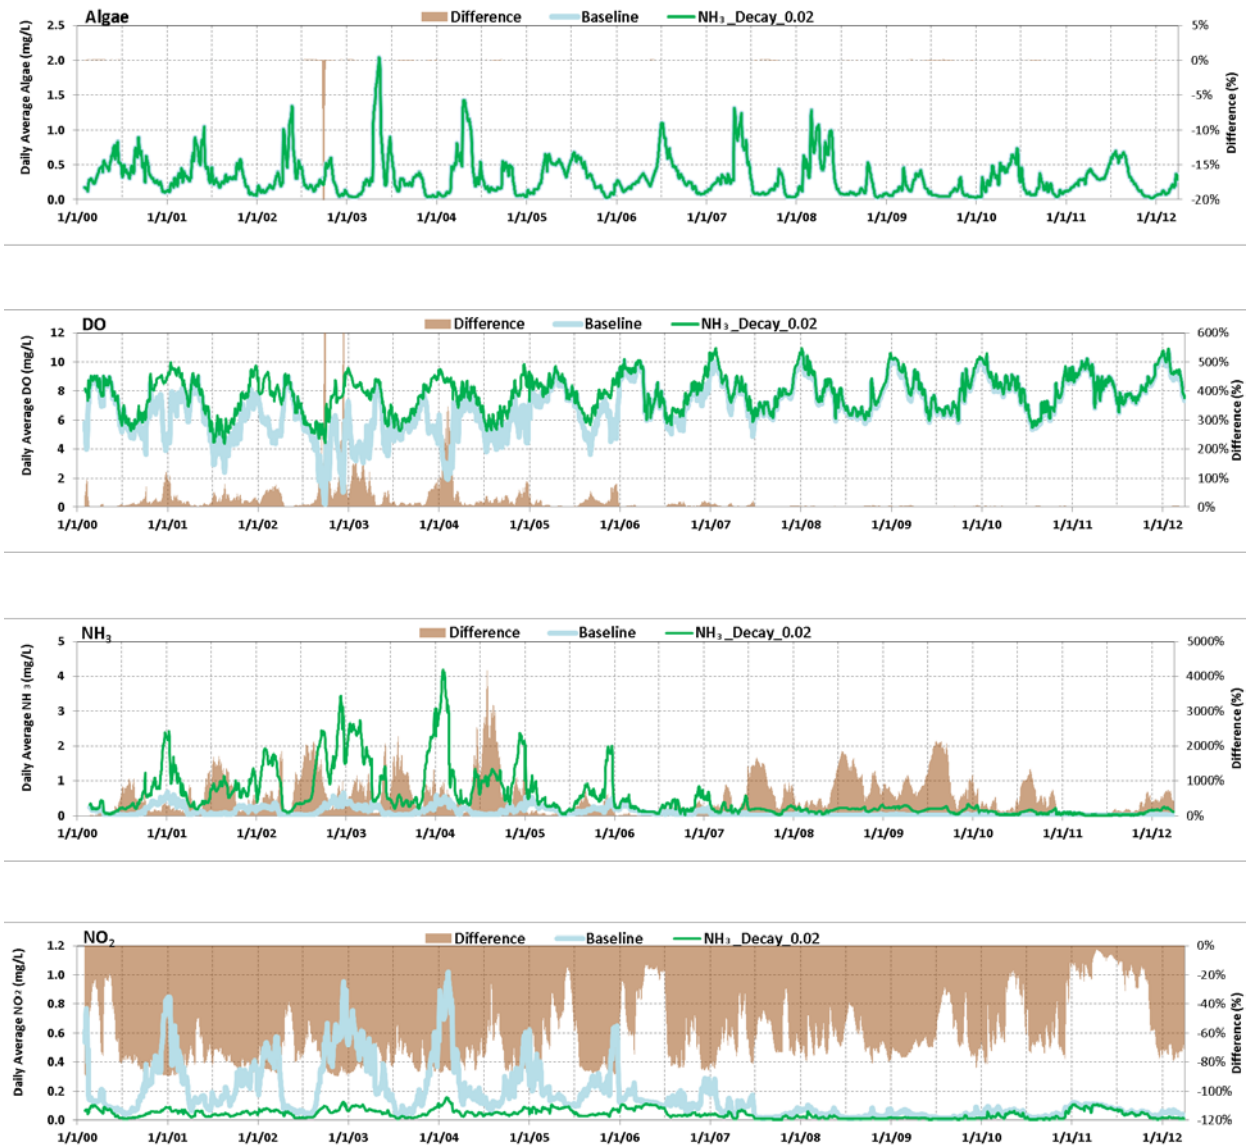 Algae
Difference Baseline NH₃_Decay_0.02
Daily Average Algae (mg/L)
2.5 2.0 1.5 1.0 0.5 0.0
5% 0% -5% -10% -15% -20%
Difference (%)
1/1/00 1/1/01 1/1/02 1/1/03 1/1/04 1/1/05 1/1/06 1/1/07 1/1/08 1/1/09 1/1/10 1/1/11 1/1/12
DO
Difference Baseline NH₃_Decay_0.02
Daily Average DO (mg/L)
12 10 8 6 4 2 0
600% 500% 400% 300% 200% 100% 0%
Difference (%)
1/1/00 1/1/01 1/1/02 1/1/03 1/1/04 1/1/05 1/1/06 1/1/07 1/1/08 1/1/09 1/1/10 1/1/11 1/1/12
NH₃
Difference Baseline NH₃_Decay_0.02
Daily Average NH₃ (mg/L)
5 4 3 2 1 0
5000% 4000% 3000% 2000% 1000% 0%
Difference (%)
1/1/00 1/1/01 1/1/02 1/1/03 1/1/04 1/1/05 1/1/06 1/1/07 1/1/08 1/1/09 1/1/10 1/1/11 1/1/12
NO₂
Difference Baseline NH₃_Decay_0.02
Daily Average NO² (mg/L)
1.2 1.0 0.8 0.6 0.4 0.2 0.0
0% -20% -40% -60% -80% -100% -120%
Difference (%)
1/1/00 1/1/01 1/1/02 1/1/03 1/1/04 1/1/05 1/1/06 1/1/07 1/1/08 1/1/09 1/1/10 1/1/11 1/1/12